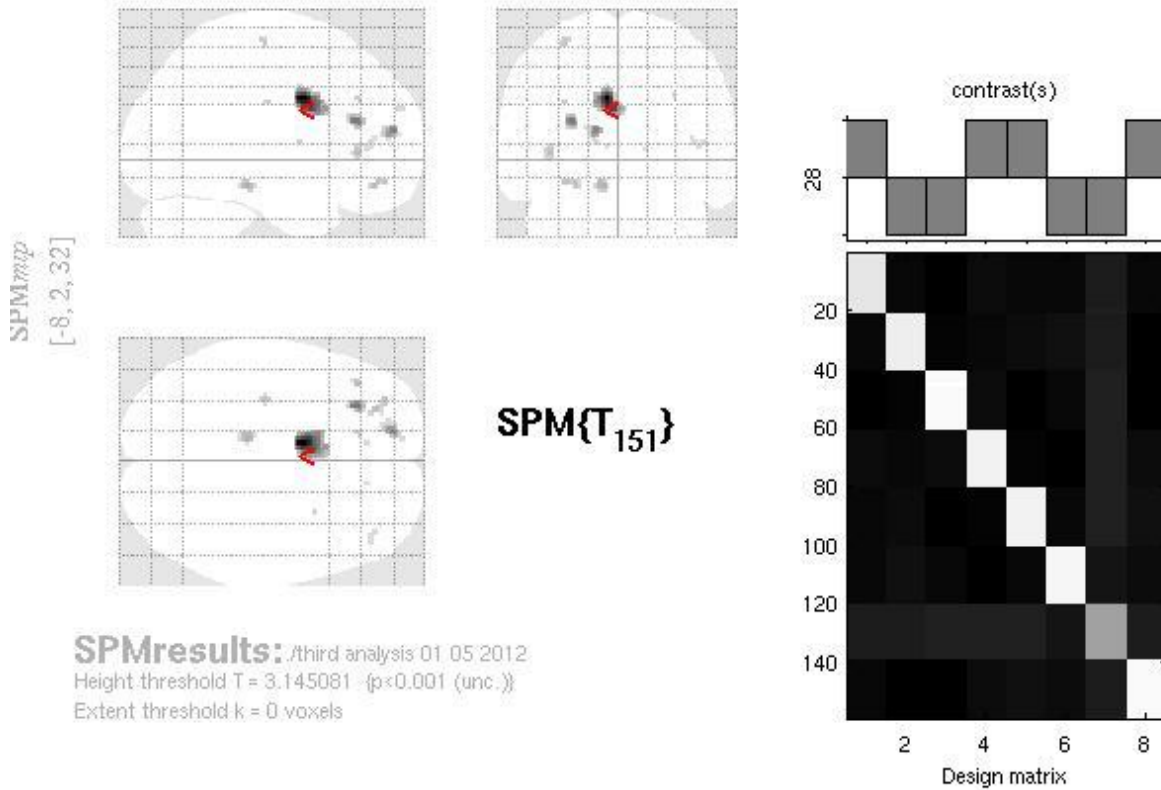 SPMmip
[-8, 2, 32]
SPM{T151}
SPMresults: ./third analysis 01 05 2012
Height threshold T = 3.145081 {p<0.001 (unc.)}
Extent threshold k = 0 voxels
contrast(s)
28
20
40
60
80
100
120
140
2 4 6 8
Design matrix